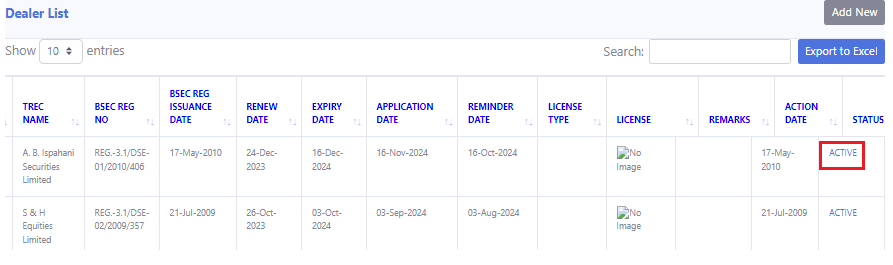 Dealer List
Add New
Show 10 entries
Search:
Export to Excel
TREC NAME
BSEC REG NO
BSEC REG ISSUANCE DATE
RENEW DATE
EXPIRY DATE
APPLICATION DATE
REMINDER DATE
LICENSE TYPE
LICENSE
REMARKS
ACTION DATE
STATUS
A. B. Ispahani
Securities
Limited
REG.-3.1/DSE-
01/2010/406
17-May-2010
24-Dec-
2023
16-Dec-
2024
16-Nov-2024
16-Oct-2024
No
Image
17-May-
2010
ACTIVE
S & H
Equities
Limited
REG.-3.1/DSE-
02/2009/357
21-Jul-2009
26-Oct-
2023
03-Oct-
2024
03-Sep-2024
03-Aug-2024
No
Image
21-Jul-2009
ACTIVE